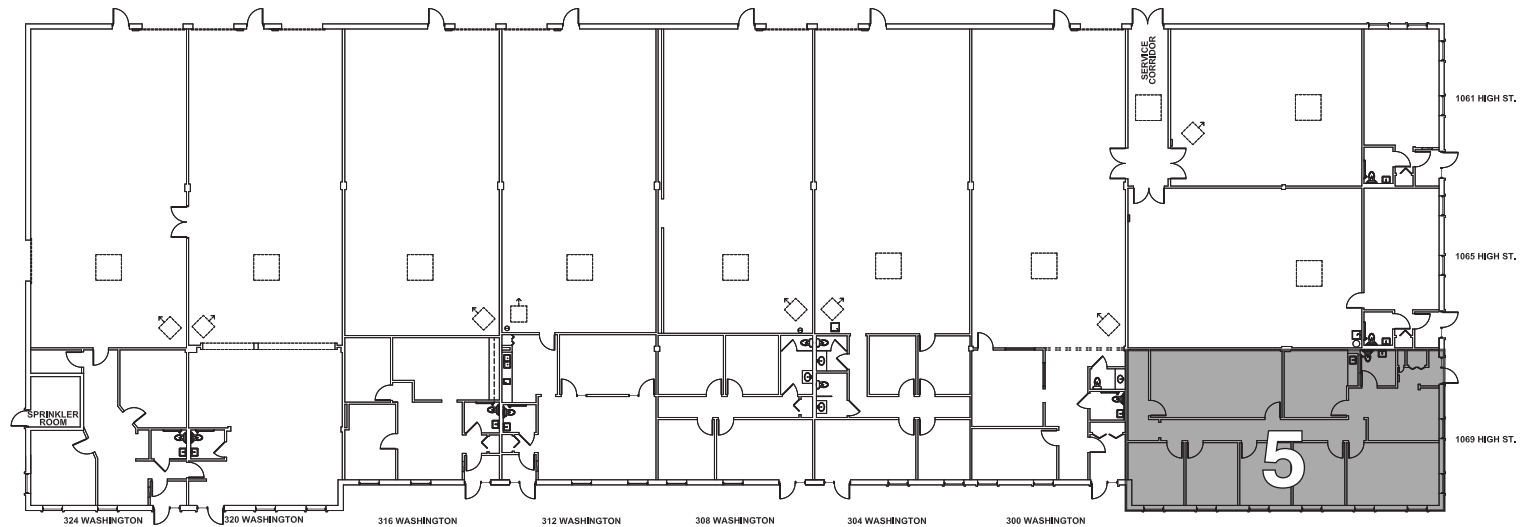 SERVICE
CORRIDOR
1061 HIGH ST.
1065 HIGH ST.
SPRINKLER
ROOM
5
1069 HIGH ST.
324 WASHINGTON
320 WASHINGTON
316 WASHINGTON
312 WASHINGTON
308 WASHINGTON
304 WASHINGTON
300 WASHINGTON